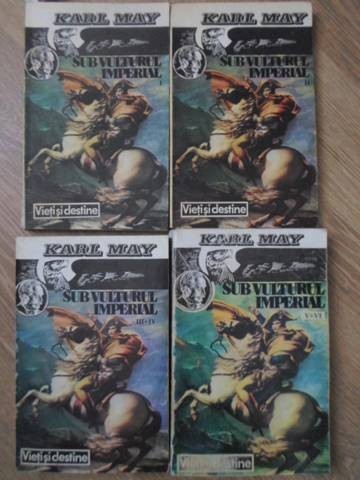 KARL MAY
SUB VULTURUL
IMPERIAL
I
Vieți și destine
KARL MAY
SUB VULTURUL
IMPERIAL
II
Vieți și destine
KARL MAY
SUB VULTURUL
IMPERIAL
III-IV
Vieți și destine
KARL MAY
SUB VULTURUL
IMPERIAL
V-VI
Vieți și destine